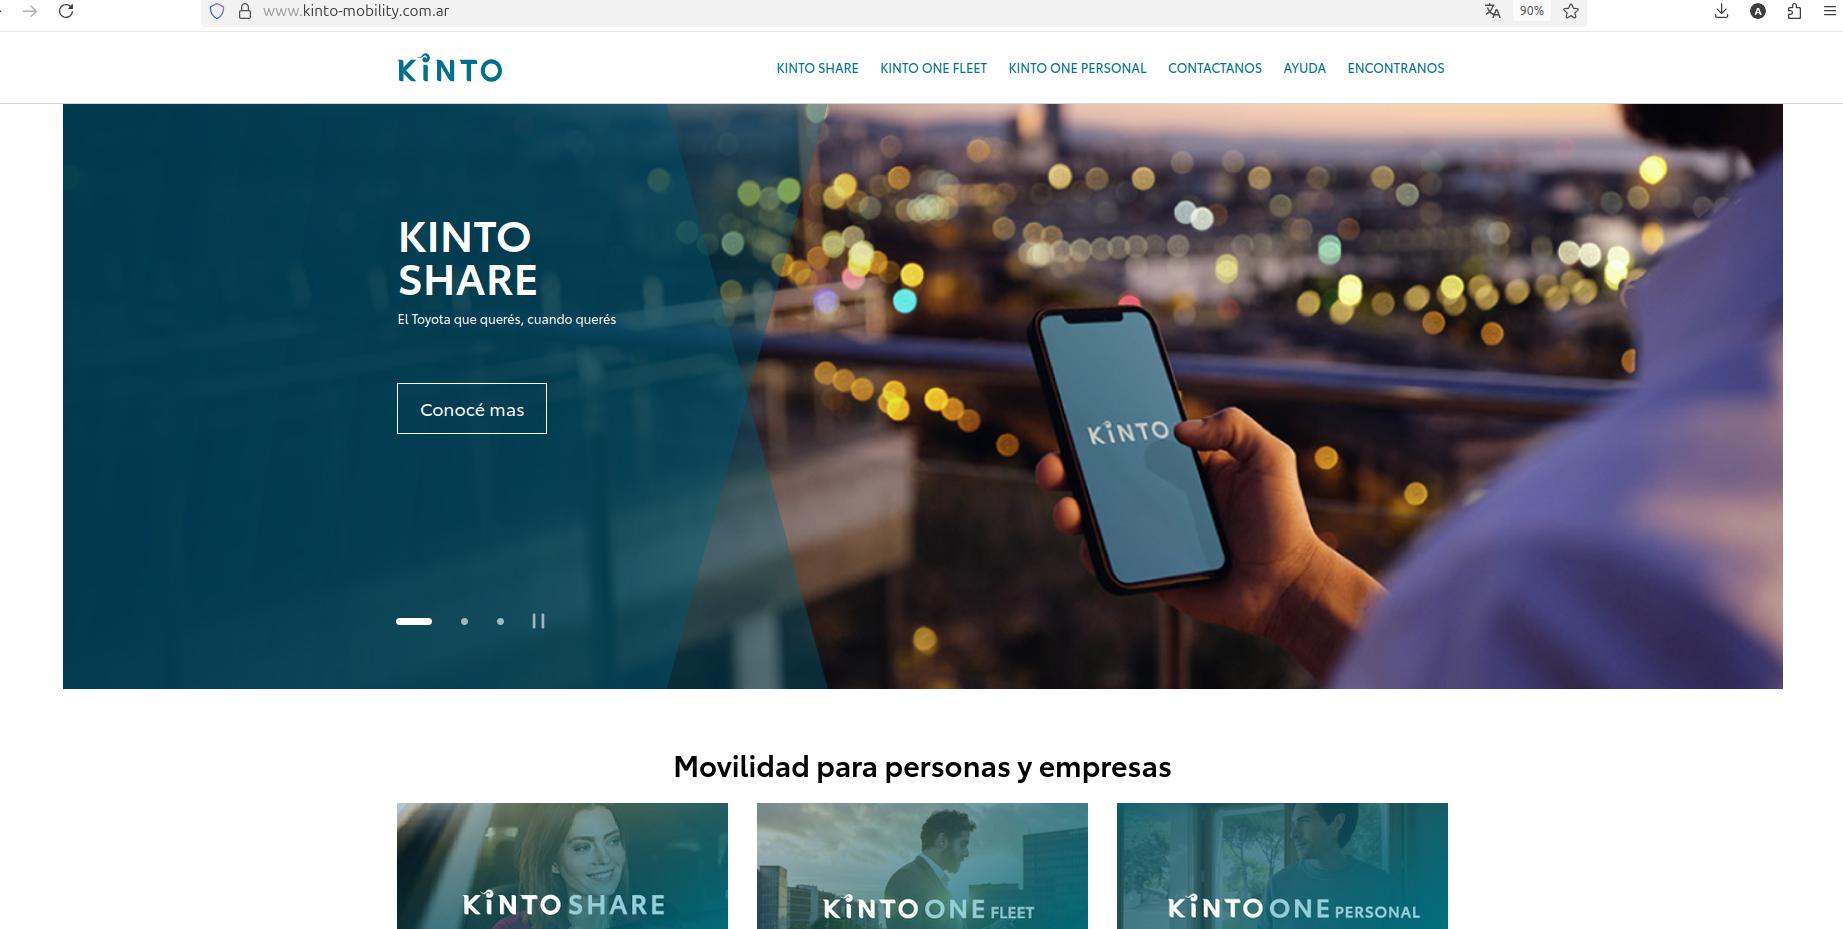 www.kinto-mobility.com.ar
90%
A
KINTO
KINTO SHARE KINTO ONE FLEET KINTO ONE PERSONAL CONTACTANOS AYUDA ENCONTRANOS
KINTO
SHARE
El Toyota que querés, cuando querés
Conocé mas
KINTO
Movilidad para personas y empresas
KINTO SHARE
KINTO ONE FLEET
KINTO ONE PERSONAL